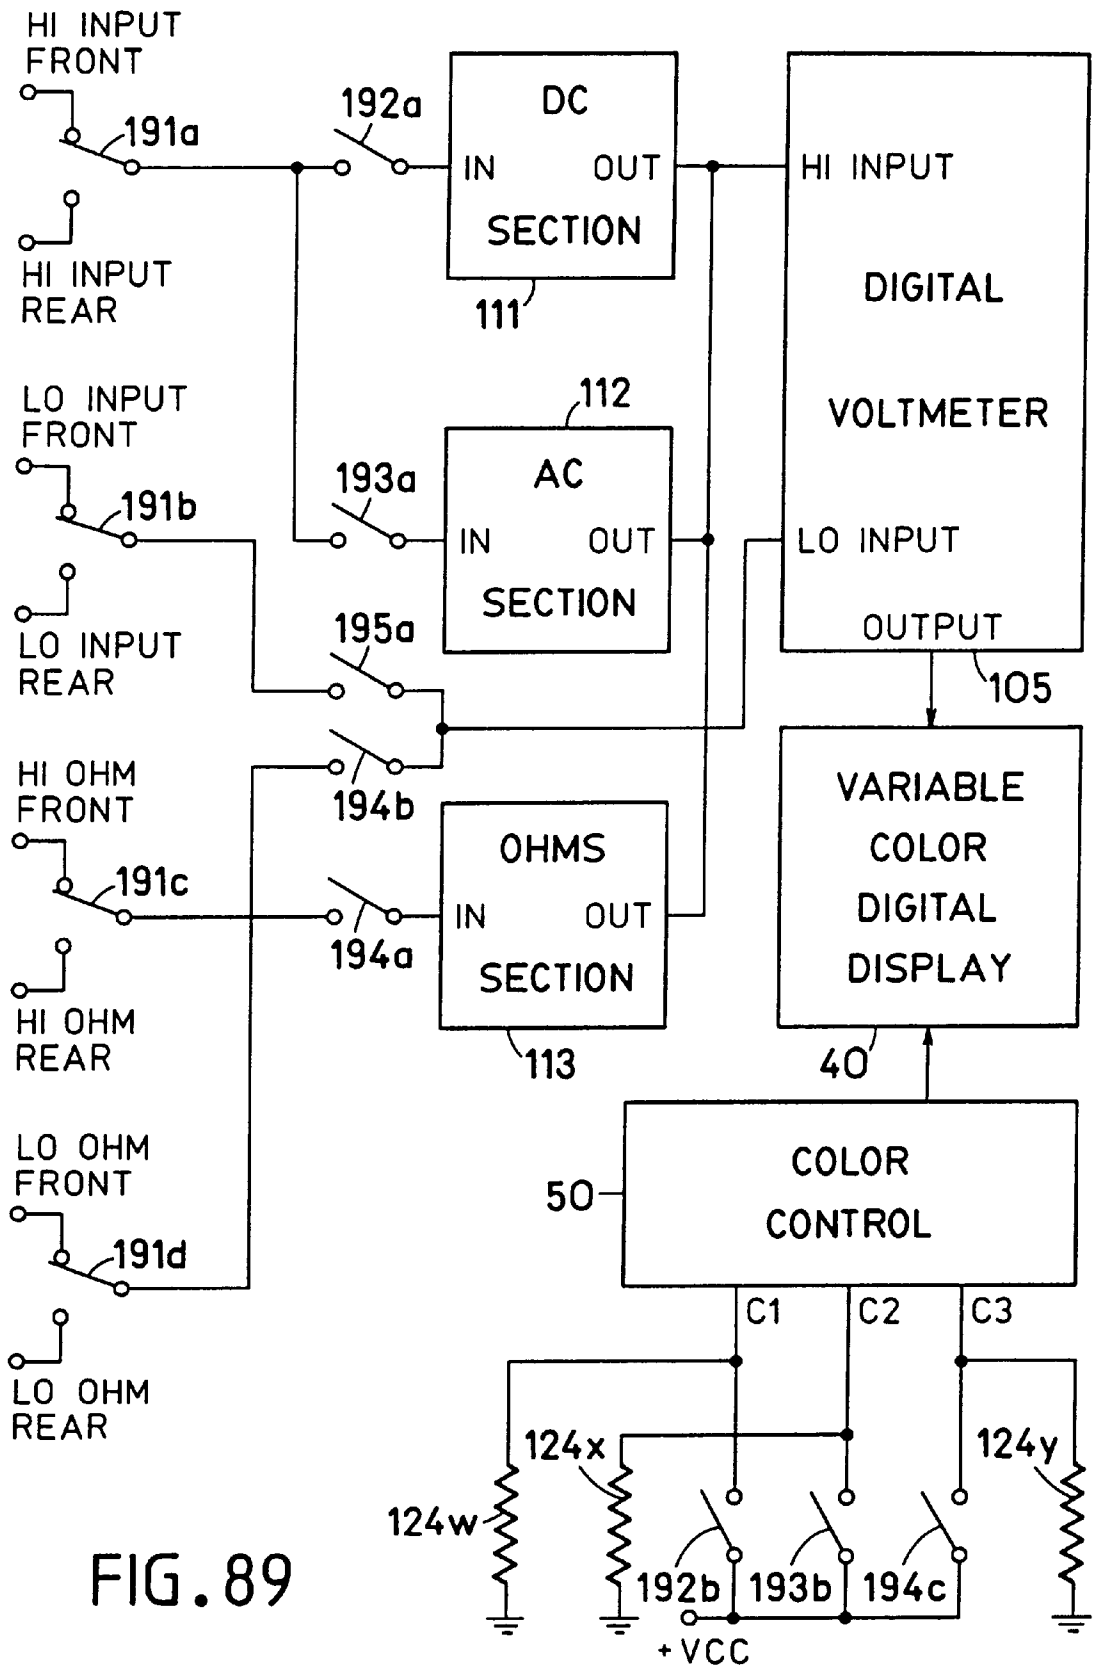 HI INPUT
FRONT
191a
HI INPUT
REAR
192a
DC
IN
OUT
SECTION
111
HI INPUT
DIGITAL
VOLTMETER
LO INPUT
OUTPUT
105
LO INPUT
FRONT
191b
LO INPUT
REAR
193a
112
AC
IN
OUT
SECTION
195a
194b
HI OHM
FRONT
191c
HI OHM
REAR
194a
OHMS
IN
OUT
SECTION
113
VARIABLE
COLOR
DIGITAL
DISPLAY
40
LO OHM
FRONT
191d
LO OHM
REAR
50
COLOR
CONTROL
C1
C2
C3
124w
124x
124y
192b
193b
194c
+VCC
FIG. 89